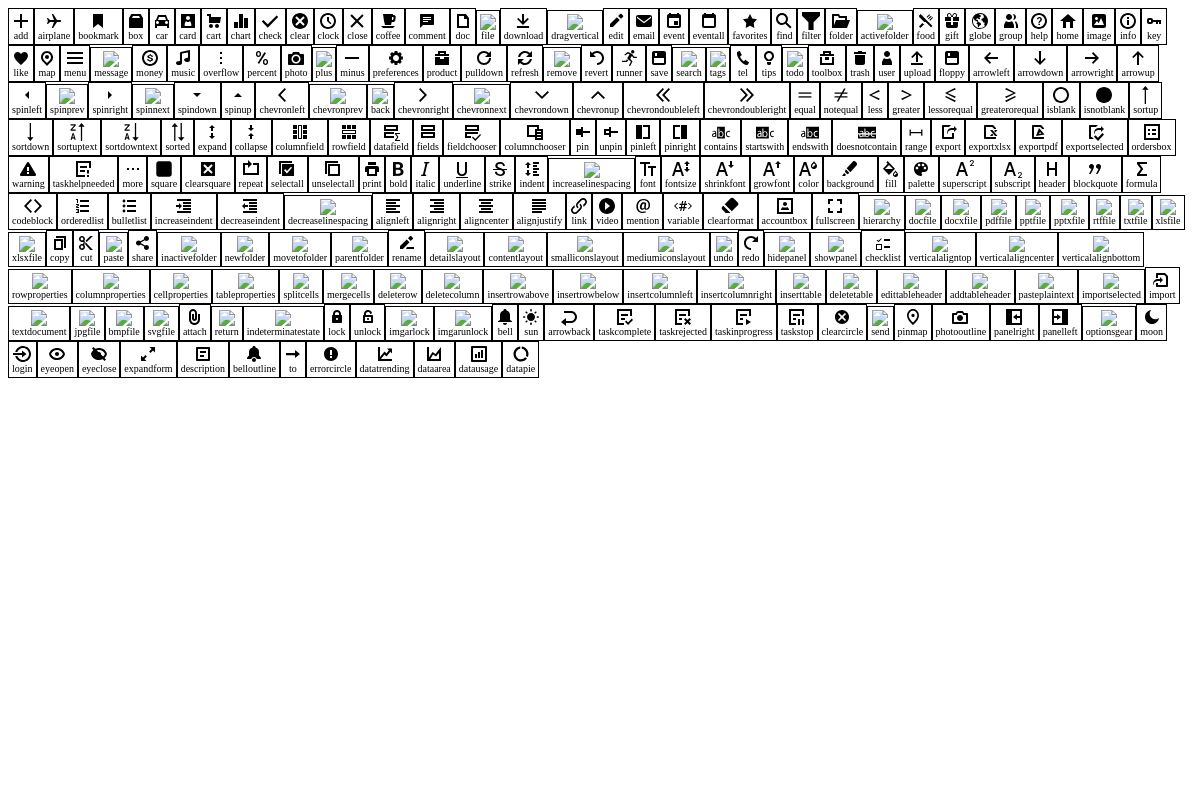 add airplane bookmark box car card cart chart check clear clock close coffee comment doc file download dragvertical edit email event eventall favorites find filter folder activefolder food gift globe group help home image info key
like map menu message money music overflow percent photo plus minus preferences product pulldown refresh remove revert runner save search tags tel tips todo toolbox trash user upload floppy arrowleft arrowdown arrowright arrowup
spinleft spinprev spinright spinnext spindown spinup chevronleft chevronprev back chevronright chevronnext chevrondown chevronup chevrondoubleleft chevrondoubleright equal notequal less greater lessorequal greaterorequal isblank isnotblank sortup
sortdown sortuptext sortdowntext sorted expand collapse columnfield rowfield datafield fields fieldchooser columnchooser pin unpin pinleft pinright contains startswith endswith doesnotcontain range export exportxlsx exportpdf exportselected ordersbox
warning taskhelpneeded more square clearsquare repeat selectall unselectall print bold italic underline strike indent increaselinespacing font fontsize shrinkfont growfont color background fill palette superscript subscript header blockquote formula
codeblock orderedlist bulletlist increaseindent decreaseindent decreaselinespacing alignleft alignright aligncenter alignjustify link video mention variable clearformat accountbox fullscreen hierarchy docfile docxfile pdffile pptfile pptxfile rtffile txtfile xlsfile
xlsxfile copy cut paste share inactivefolder newfolder movetofolder parentfolder rename detailslayout contentlayout smalliconslayout mediumiconslayout undo redo hidepanel showpanel checklist verticalaligntop verticalaligncenter verticalalignbottom
rowproperties columnproperties cellproperties tableproperties splitcells mergecells deleterow deletecolumn insertrowabove insertrowbelow insertcolumnleft insertcolumnright inserttable deletetable edittableheader addtableheader pasteplaintext importselected import
textdocument jpgfile bmpfile svgfile attach return indeterminatestate lock unlock imgarlock imgarunlock bell sun arrowback taskcomplete taskrejected taskinprogress taskstop clearcircle send pinmap photooutline panelright panelleft optionsgear moon
login eyeopen eyeclose expandform description belloutline to errorcircle datatrending dataarea datausage datapie